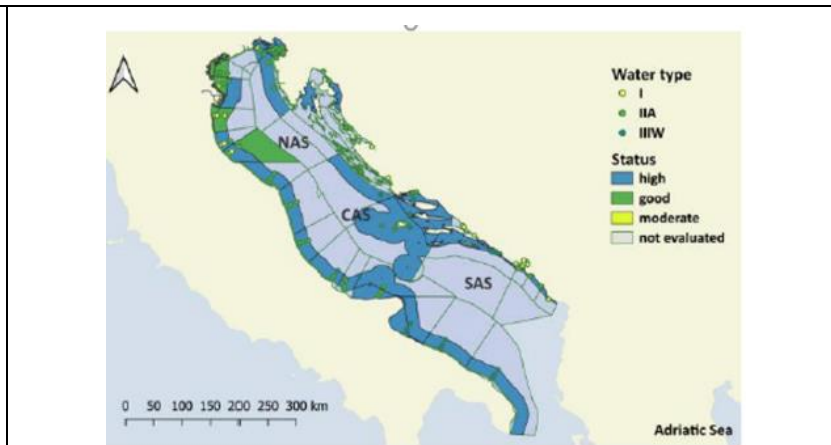 Water type
I
IIA
IIIW
Status
high
good
moderate
not evaluated
NAS
CAS
SAS
0 50 100 150 200 250 300 km
Adriatic Sea